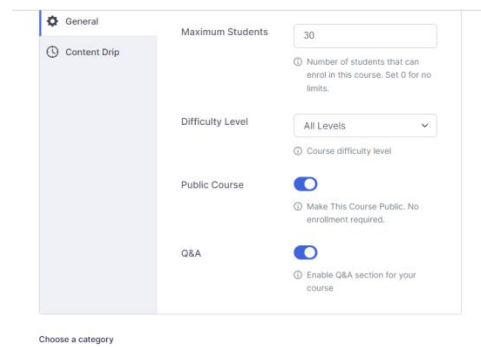 General
Content Drip
Maximum Students
30
Number of students that can
enrol in this course. Set 0 for no
limits.
Difficulty Level
All Levels
Course difficulty level
Public Course
Make This Course Public. No
enrollment required.
Q&A
Enable Q&A section for your
course
Choose a category